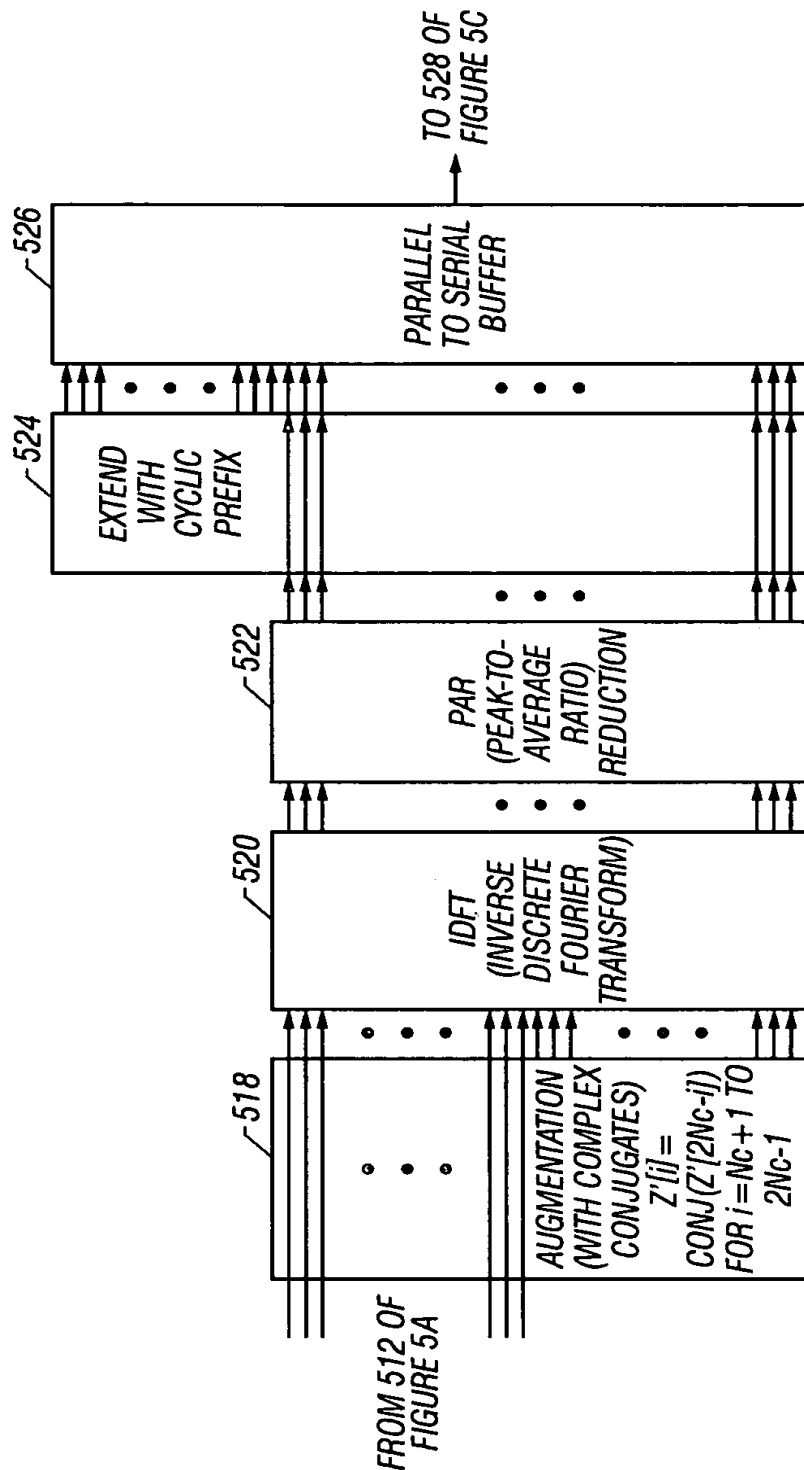 FROM 512 OF
FIGURE 5A
518
AUGMENTATION
(WITH COMPLEX
CONJUGATES)
Z'[i] =
CONJ(Z'[2Nc-i])
FOR i = Nc+1 TO
2Nc-1
520
IDFT
(INVERSE
DISCRETE
FOURIER
TRANSFORM)
522
PAR
(PEAK-TO-
AVERAGE
RATIO)
REDUCTION
524
EXTEND
WITH
CYCLIC
PREFIX
526
PARALLEL
TO SERIAL
BUFFER
TO 528 OF
FIGURE 5C